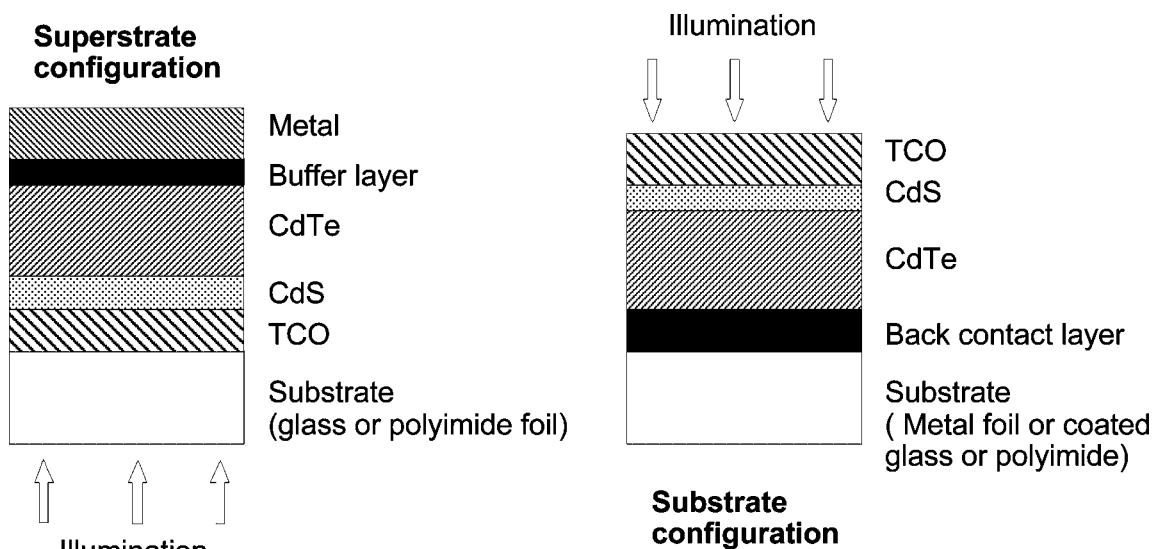 Superstrate
configuration
Metal
Buffer layer
CdTe
CdS
TCO
Substrate
(glass or polyimide foil)
Illumination
Illumination
TCO
CdS
CdTe
Back contact layer
Substrate
( Metal foil or coated
glass or polyimide)
Substrate
configuration